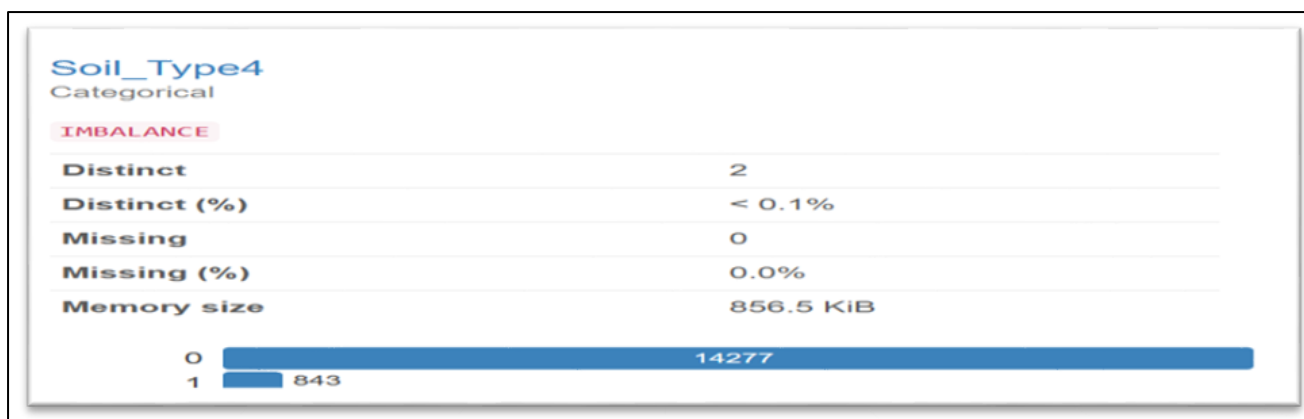 Soil_Type4
Categorical
IMBALANCE
Distinct 2
Distinct (%) < 0.1%
Missing 0
Missing (%) 0.0%
Memory size 856.5 KiB
0 14277
1 843